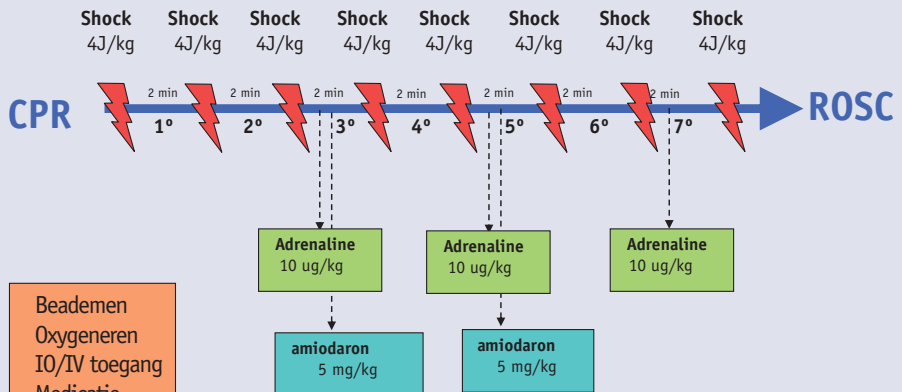 Shock Shock Shock Shock Shock Shock Shock Shock
4J/kg 4J/kg 4J/kg 4J/kg 4J/kg 4J/kg 4J/kg 4J/kg
2 min 2 min 2 min 2 min 2 min 2 min 2 min
CPR ROSC
1º 2º 3º 4º 5º 6º 7º
Adrenaline
10 ug/kg
Adrenaline
10 ug/kg
Adrenaline
10 ug/kg
Beademen
Oxygeneren
IO/IV toegang
Medicatie
amiodaron
5 mg/kg
amiodaron
5 mg/kg